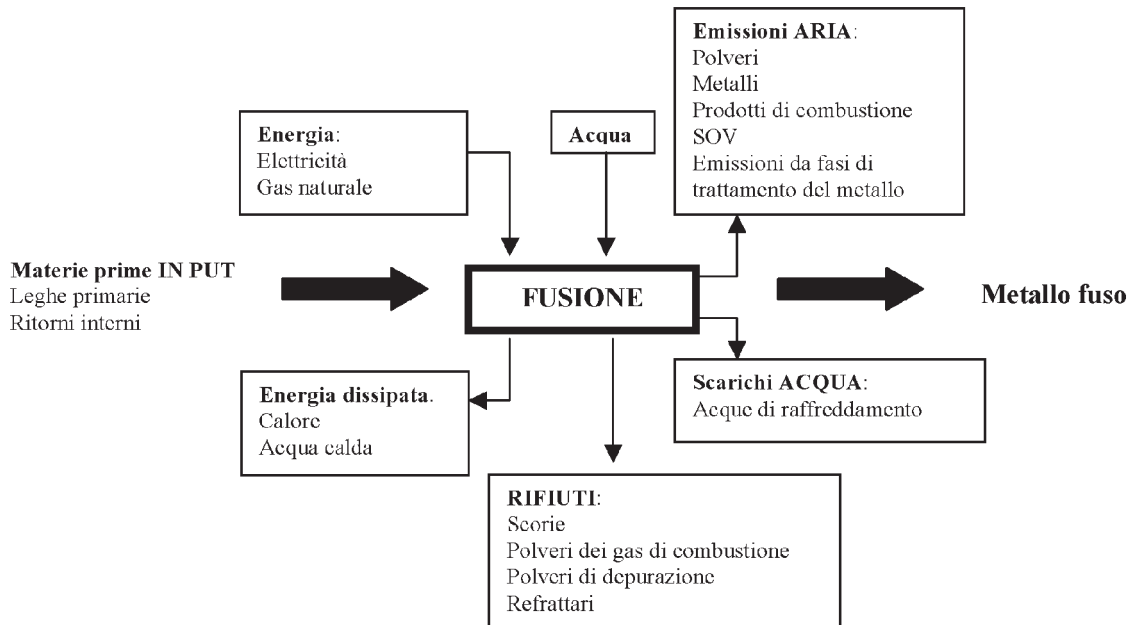 Emissioni ARIA:
Polveri
Metalli
Prodotti di combustione
SOV
Emissioni da fasi di
trattamento del metallo
Energia:
Elettricità
Gas naturale
Acqua
Materie prime IN PUT
Leghe primarie
Ritorni interni
FUSIONE
Metallo fuso
Energia dissipata.
Calore
Acqua calda
Scarichi ACQUA:
Acque di raffreddamento
RIFIUTI:
Scorie
Polveri dei gas di combustione
Polveri di depurazione
Refrattari